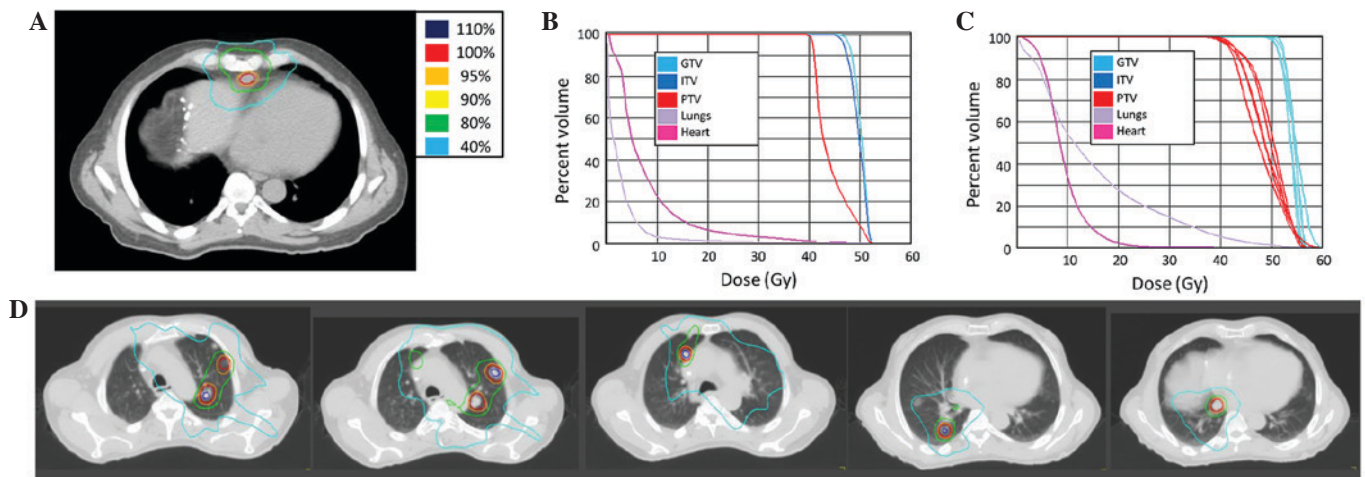 A
110%
100%
95%
90%
80%
40%
B
100
80
60
40
20
0
Percent volume
GTV
ITV
PTV
Lungs
Heart
10
20
30
40
50
60
Dose (Gy)
C
100
80
60
40
20
0
Percent volume
GTV
ITV
PTV
Lungs
Heart
10
20
30
40
50
60
Dose (Gy)
D